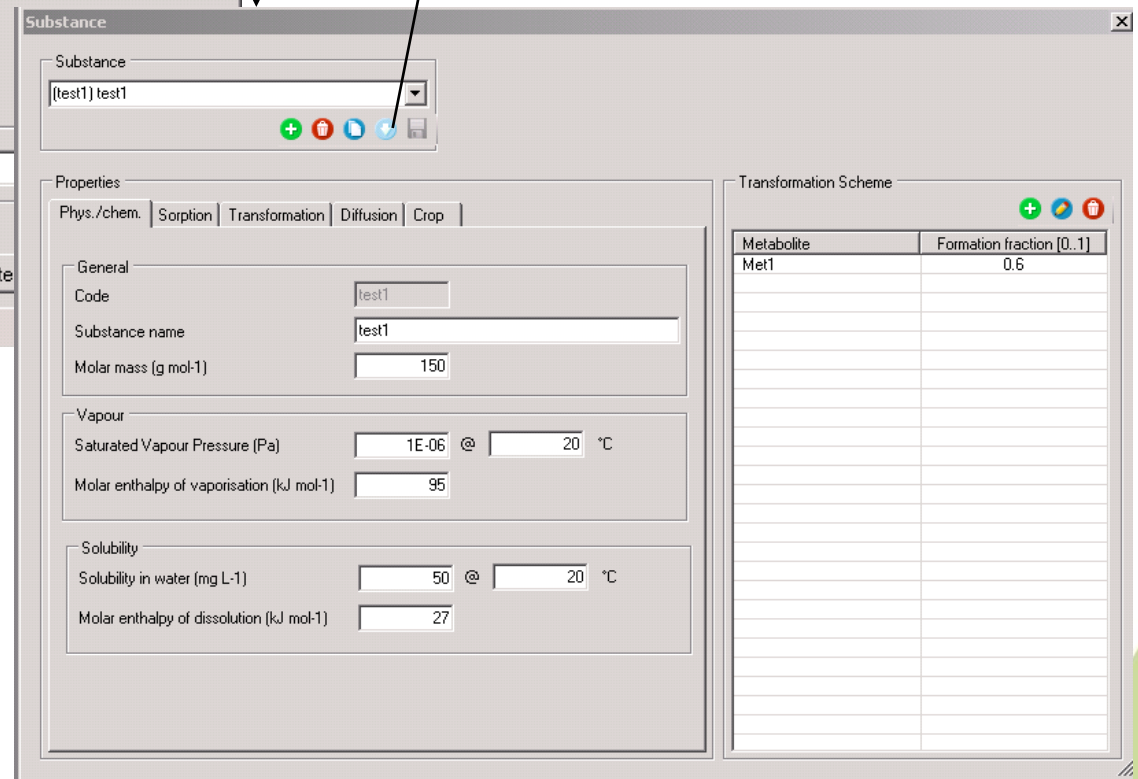 Substance
Substance
(test1) test1
Properties
Phys./chem. Sorption Transformation Diffusion Crop
General
Code test1
Substance name test1
Molar mass (g mol-1) 150
Vapour
Saturated Vapour Pressure (Pa) 1E-06 @ 20 °C
Molar enthalpy of vaporisation (kJ mol-1) 95
Solubility
Solubility in water (mg L-1) 50 @ 20 °C
Molar enthalpy of dissolution (kJ mol-1) 27
Transformation Scheme
Metabolite Formation fraction [0..1]
Met1 0.6
te